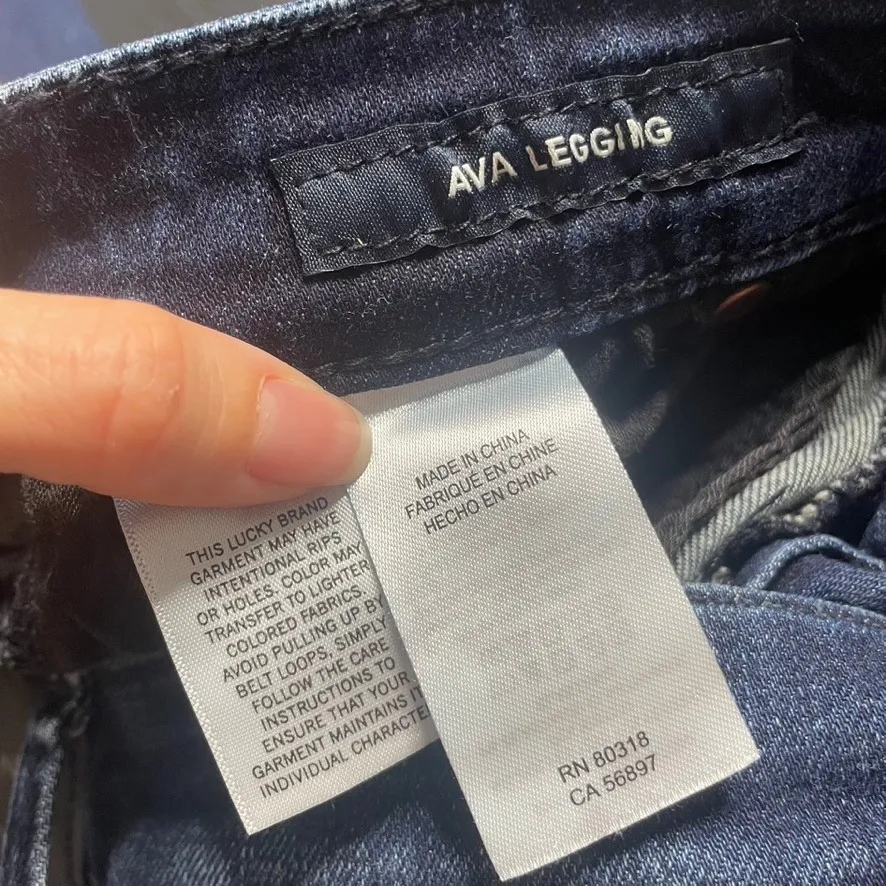 AVA LEGGING
THIS LUCKY BRAND
GARMENT MAY HAVE
INTENTIONAL RIPS
OR HOLES. COLOR MAY
TRANSFER TO LIGHTER
COLORED FABRICS.
AVOID PULLING UP BY
BELT LOOPS, SIMPLY
FOLLOW THE CARE
INSTRUCTIONS TO
ENSURE THAT YOUR
GARMENT MAINTAINS IT
INDIVIDUAL CHARACTE
MADE IN CHINA
FABRIQUÉ EN CHINE
HECHO EN CHINA
RN 80318
CA 56897